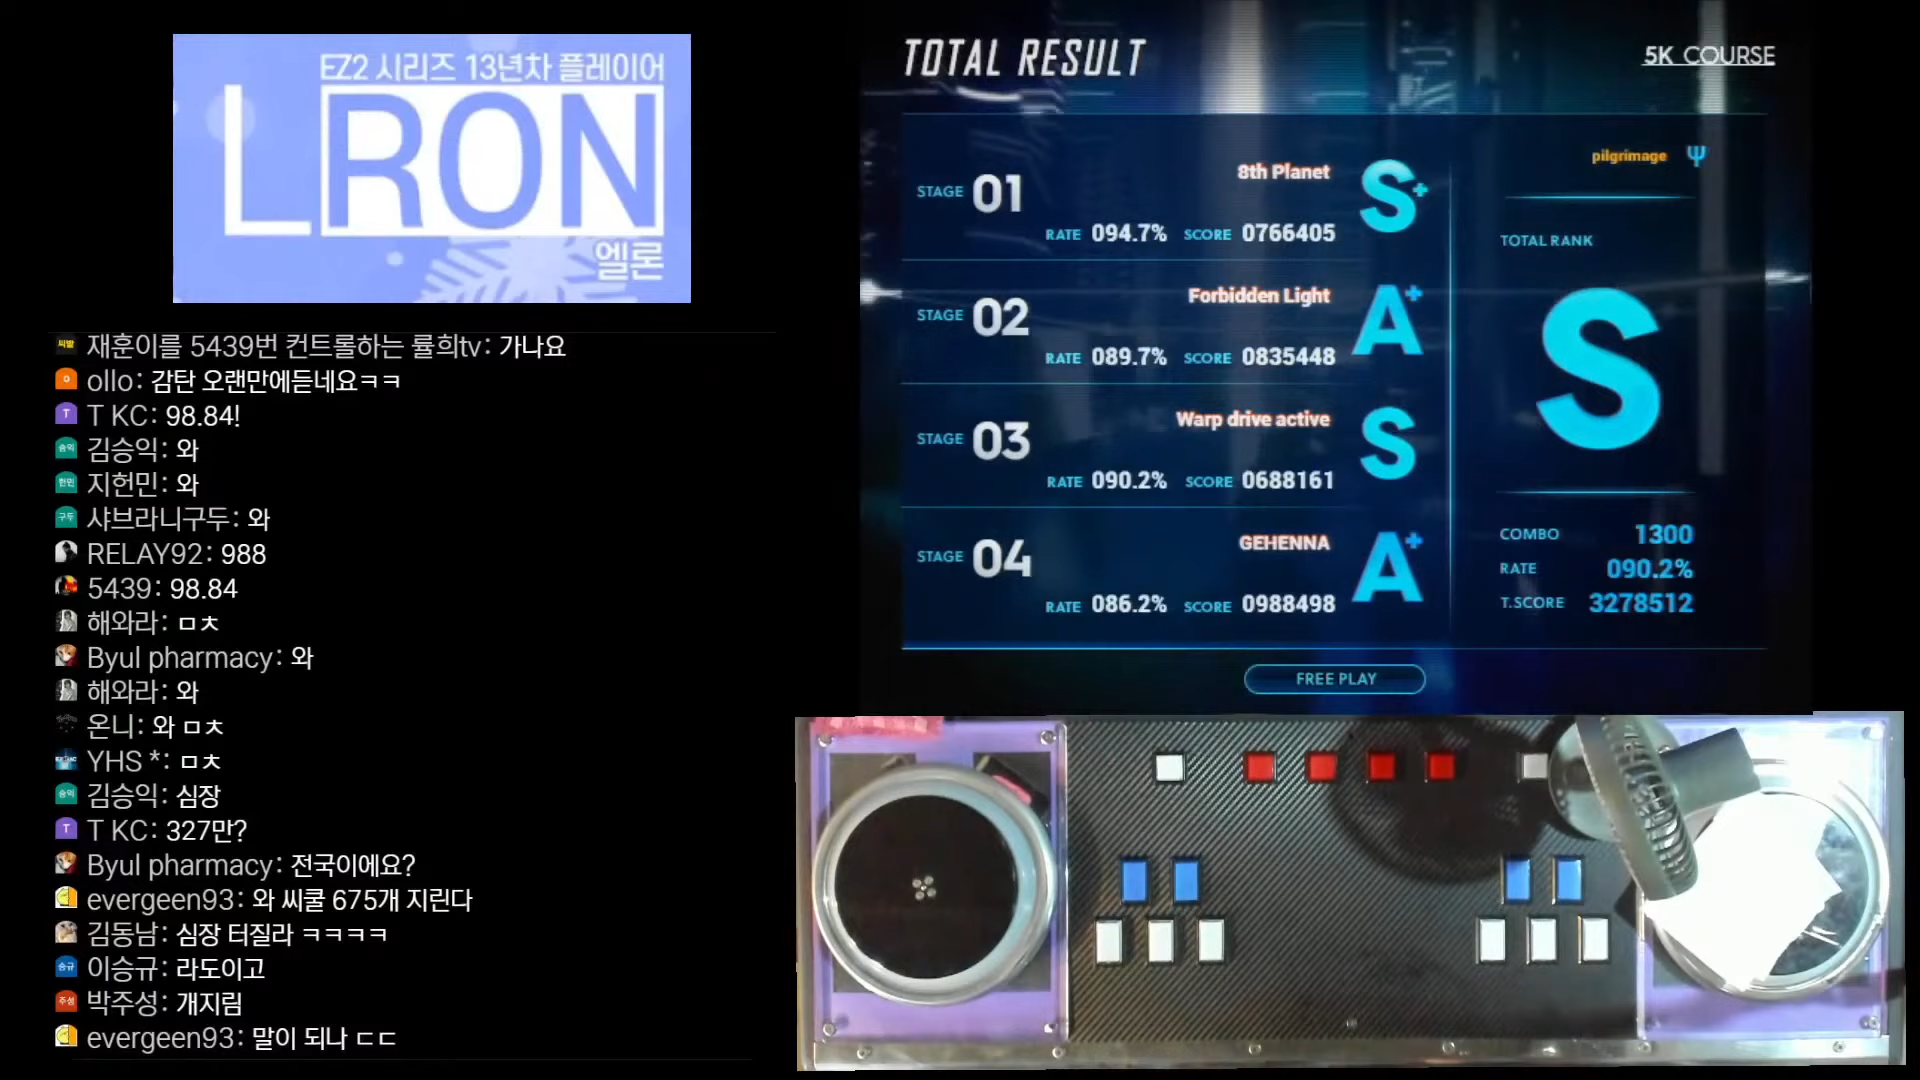 EZ2 시리즈 13년차 플레이어
LRON
엘론
재훈이를 5439번 컨트롤하는 률희tv: 가나요
ollo: 감탄 오랜만에듣네요ㅋㅋ
T KC: 98.84!
김승익: 와
지헌민: 와
샤브라니구두: 와
RELAY92: 988
5439: 98.84
해와라: ㅁㅊ
Byul pharmacy: 와
해와라: 와
온니: 와 ㅁㅊ
YHS *: ㅁㅊ
김승익: 심장
T KC: 327만?
Byul pharmacy: 전국이에요?
evergeen93: 와 씨쿨 675개 지린다
김동남: 심장 터질라 ㅋㅋㅋㅋ
이승규: 라도이고
박주성: 개지림
evergeen93: 말이 되나 ㄷㄷ
TOTAL RESULT
5K COURSE
STAGE 01
8th Planet
S+
RATE 094.7% SCORE 0766405
STAGE 02
Forbidden Light
A+
RATE 089.7% SCORE 0835448
STAGE 03
Warp drive active
S
RATE 090.2% SCORE 0688161
STAGE 04
GEHENNA
A+
RATE 086.2% SCORE 0988498
pilgrimage
TOTAL RANK
S
COMBO 1300
RATE 090.2%
T.SCORE 3278512
FREE PLAY